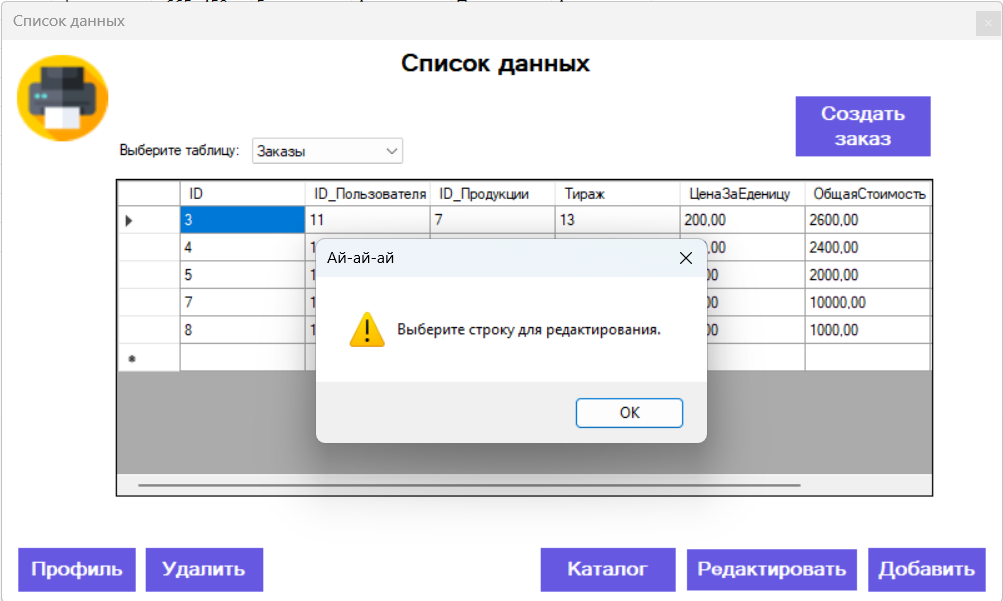 Список данных
Список данных
Создать
заказ
Выберите таблицу: Заказы
ID ID_Пользователя ID_Продукции Тираж ЦенаЗаЕденицу ОбщаяСтоимость
3 11 7 13 200,00 2600,00
4 2400,00
5 2000,00
7 10000,00
8 1000,00
Ай-ай-ай
Выберите строку для редактирования.
OK
Профиль Удалить Каталог Редактировать Добавить